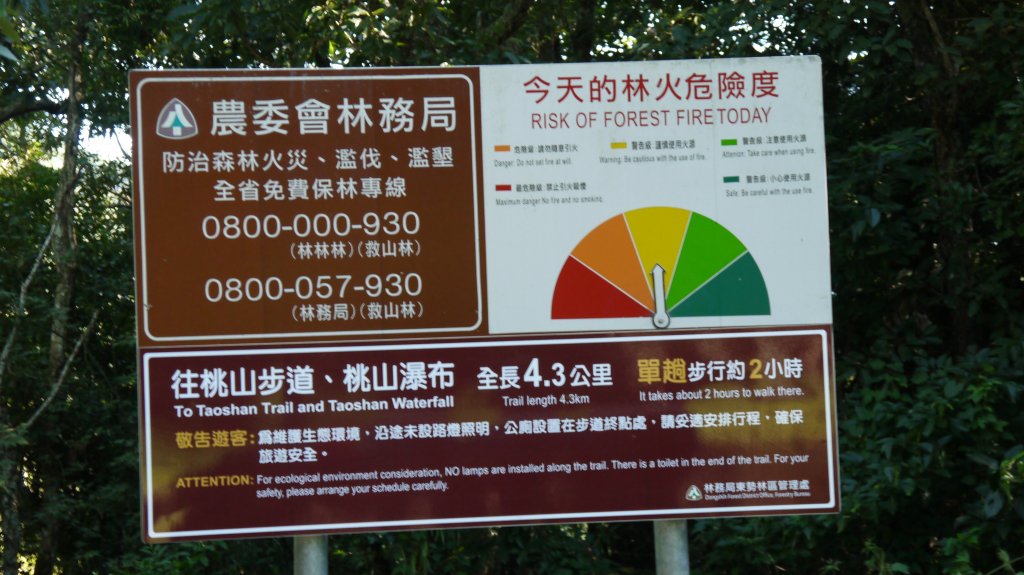 農委會林務局
防治森林火災、濫伐、濫墾
全省免費保林專線
0800-000-930
(林林林)(救山林)
0800-057-930
(林務局)(救山林)
今天的林火危險度
RISK OF FOREST FIRE TODAY
危險級:請勿隨意引火
Danger: Do not set fire at will.
警告級:謹慎使用火源
Warning: Be cautious with the use of fire.
警告級:注意使用火源
Attention: Take care when using fire.
最危險級:禁止引火吸煙
Maximum danger:No fire and no smoking.
警告級:小心使用火源
Safe: Be careful with the use fire.
往桃山步道、桃山瀑布 全長4.3公里 單趟步行約2小時
To Taoshan Trail and Taoshan Waterfall Trail length 4.3km It takes about 2 hours to walk there.
敬告遊客:為維護生態環境,沿途未設路燈照明,公廁設置在步道終點處,請妥適安排行程,確保
旅遊安全。
ATTENTION: For ecological environment consideration, NO lamps are installed along the trail. There is a toilet in the end of the trail. For your
safety, please arrange your schedule carefully.
林務局東勢林區管理處
Dongshih Forest District Office, Forestry Bureau